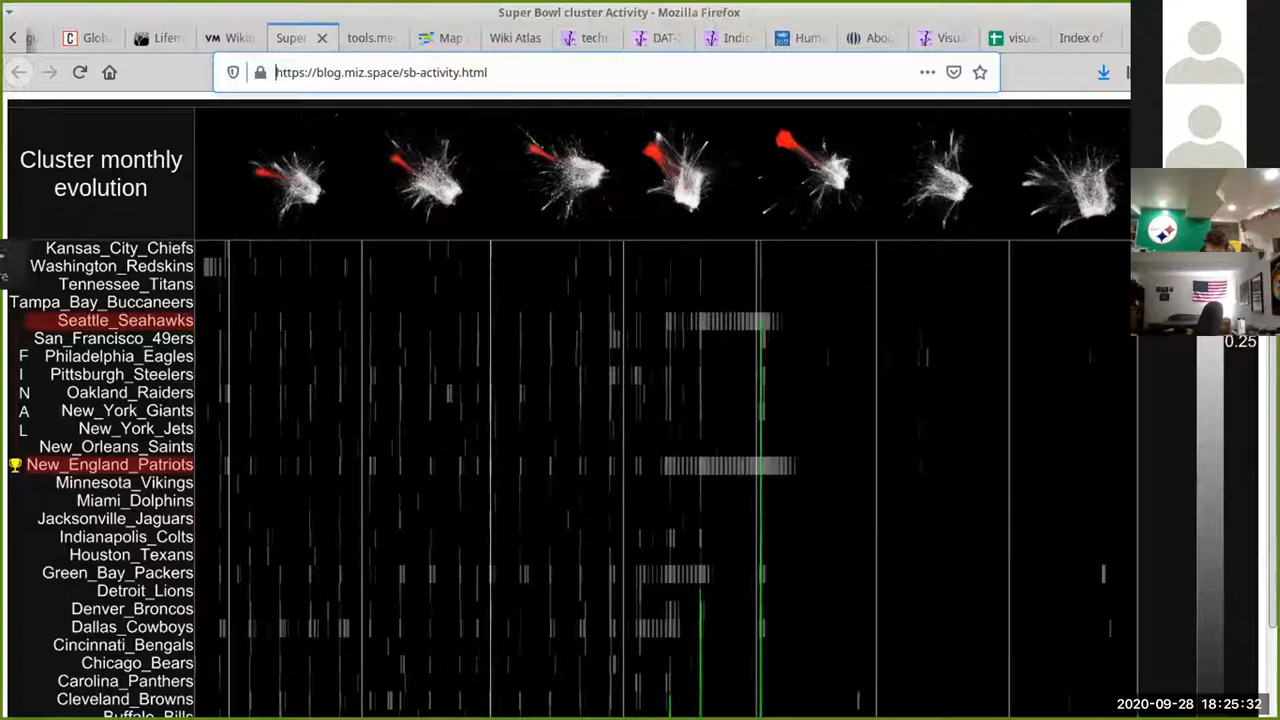 Super Bowl cluster Activity - Mozilla Firefox
Glob
Lifem
Wiki
Super
tools.me
Map
Wiki Atlas
tech
DAT-
Indic
Hum
Abou
Visu
visua
Index of
https://blog.miz.space/sb-activity.html
Cluster monthly
evolution
Kansas_City_Chiefs
Washington_Redskins
Tennessee_Titans
Tampa_Bay_Buccaneers
Seattle_Seahawks
San_Francisco_49ers
0.25
F Philadelphia_Eagles
I Pittsburgh_Steelers
N Oakland_Raiders
A New_York_Giants
L New_York_Jets
New_Orleans_Saints
New_England_Patriots
Minnesota_Vikings
Miami_Dolphins
Jacksonville_Jaguars
Indianapolis_Colts
Houston_Texans
Green_Bay_Packers
Detroit_Lions
Denver_Broncos
Dallas_Cowboys
Cincinnati_Bengals
Chicago_Bears
Carolina_Panthers
Cleveland_Browns
Buffalo_Bills
2020-09-28 18:25:32